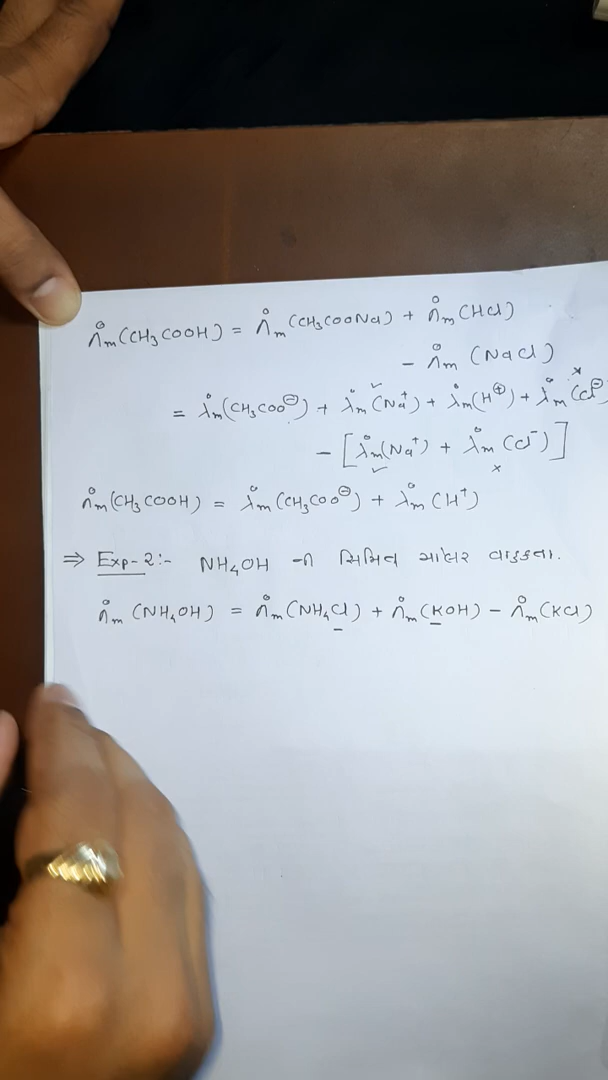 Λ̊m(CH₃COOH) = Λ̊m(CH₃COONa) + Λ̊m(HCl)
− Λ̊m(NaCl)
= λ̊m(CH₃COO⊖) + λ̊m(Na⁺) + λ̊m(H⊕) + λ̊m(Cl⊖)
− [λ̊m(Na⁺) + λ̊m(Cl⁻)]
Λ̊m(CH₃COOH) = λ̊m(CH₃COO⊖) + λ̊m(H⁺)
⇒ Exp-2:- NH₄OH ની સિમિત મોલર વાહકતા.
Λ̊m(NH₄OH) = Λ̊m(NH₄Cl) + Λ̊m(KOH) − Λ̊m(KCl)